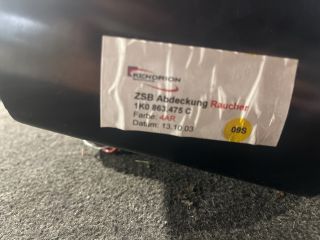 KENDRION
ZSB Abdeckung Raucher
1K0 863 475 C
Farbe: 4AR
Datum: 13.10.03
09S